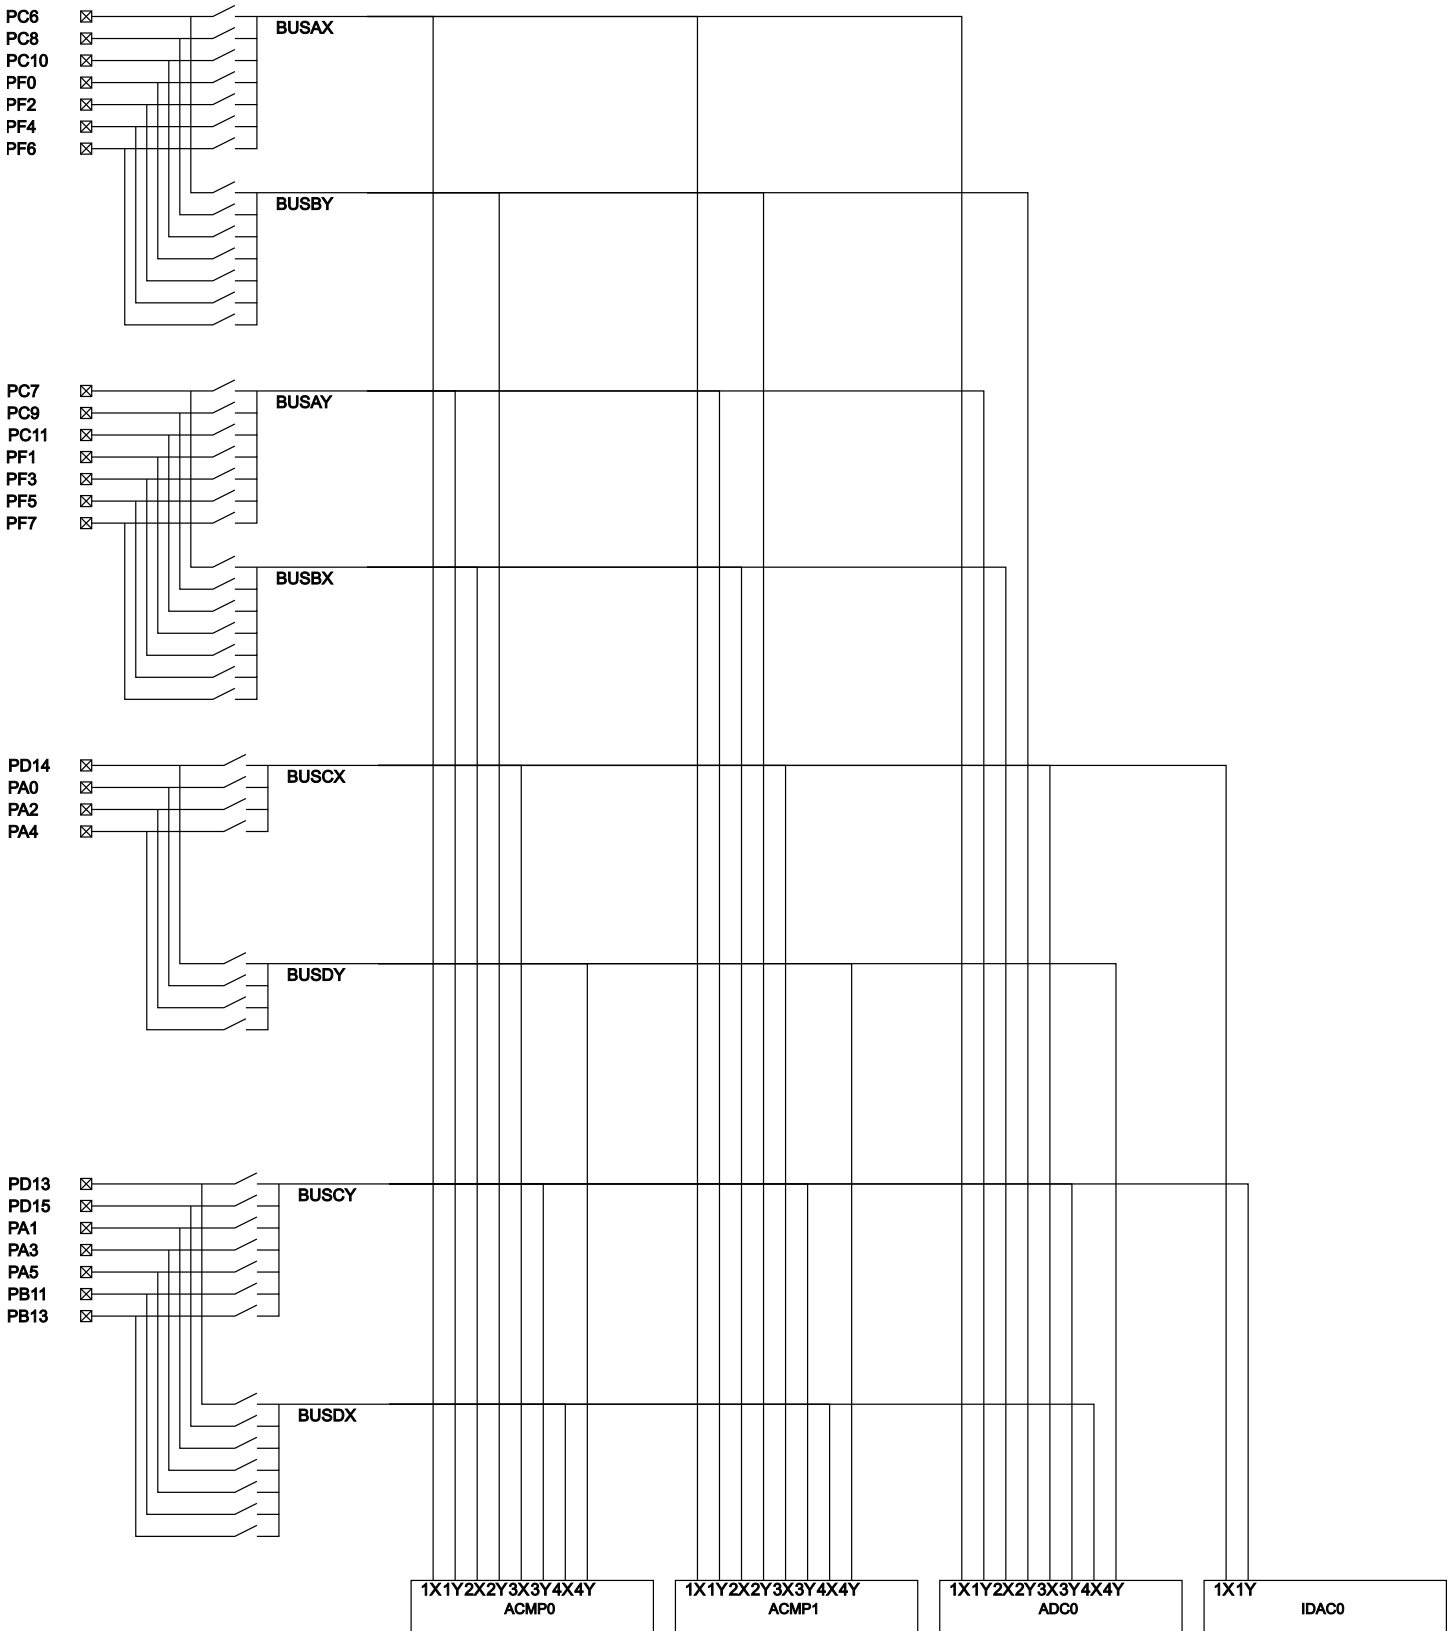 PC6
PC8
PC10
PF0
PF2
PF4
PF6
BUSAX
BUSBY
PC7
PC9
PC11
PF1
PF3
PF5
PF7
BUSAY
BUSBX
PD14
PA0
PA2
PA4
BUSCX
BUSDY
PD13
PD15
PA1
PA3
PA5
PB11
PB13
BUSCY
BUSDX
1X1Y2X2Y3X3Y4X4Y
ACMP0
1X1Y2X2Y3X3Y4X4Y
ACMP1
1X1Y2X2Y3X3Y4X4Y
ADC0
1X1Y
IDAC0